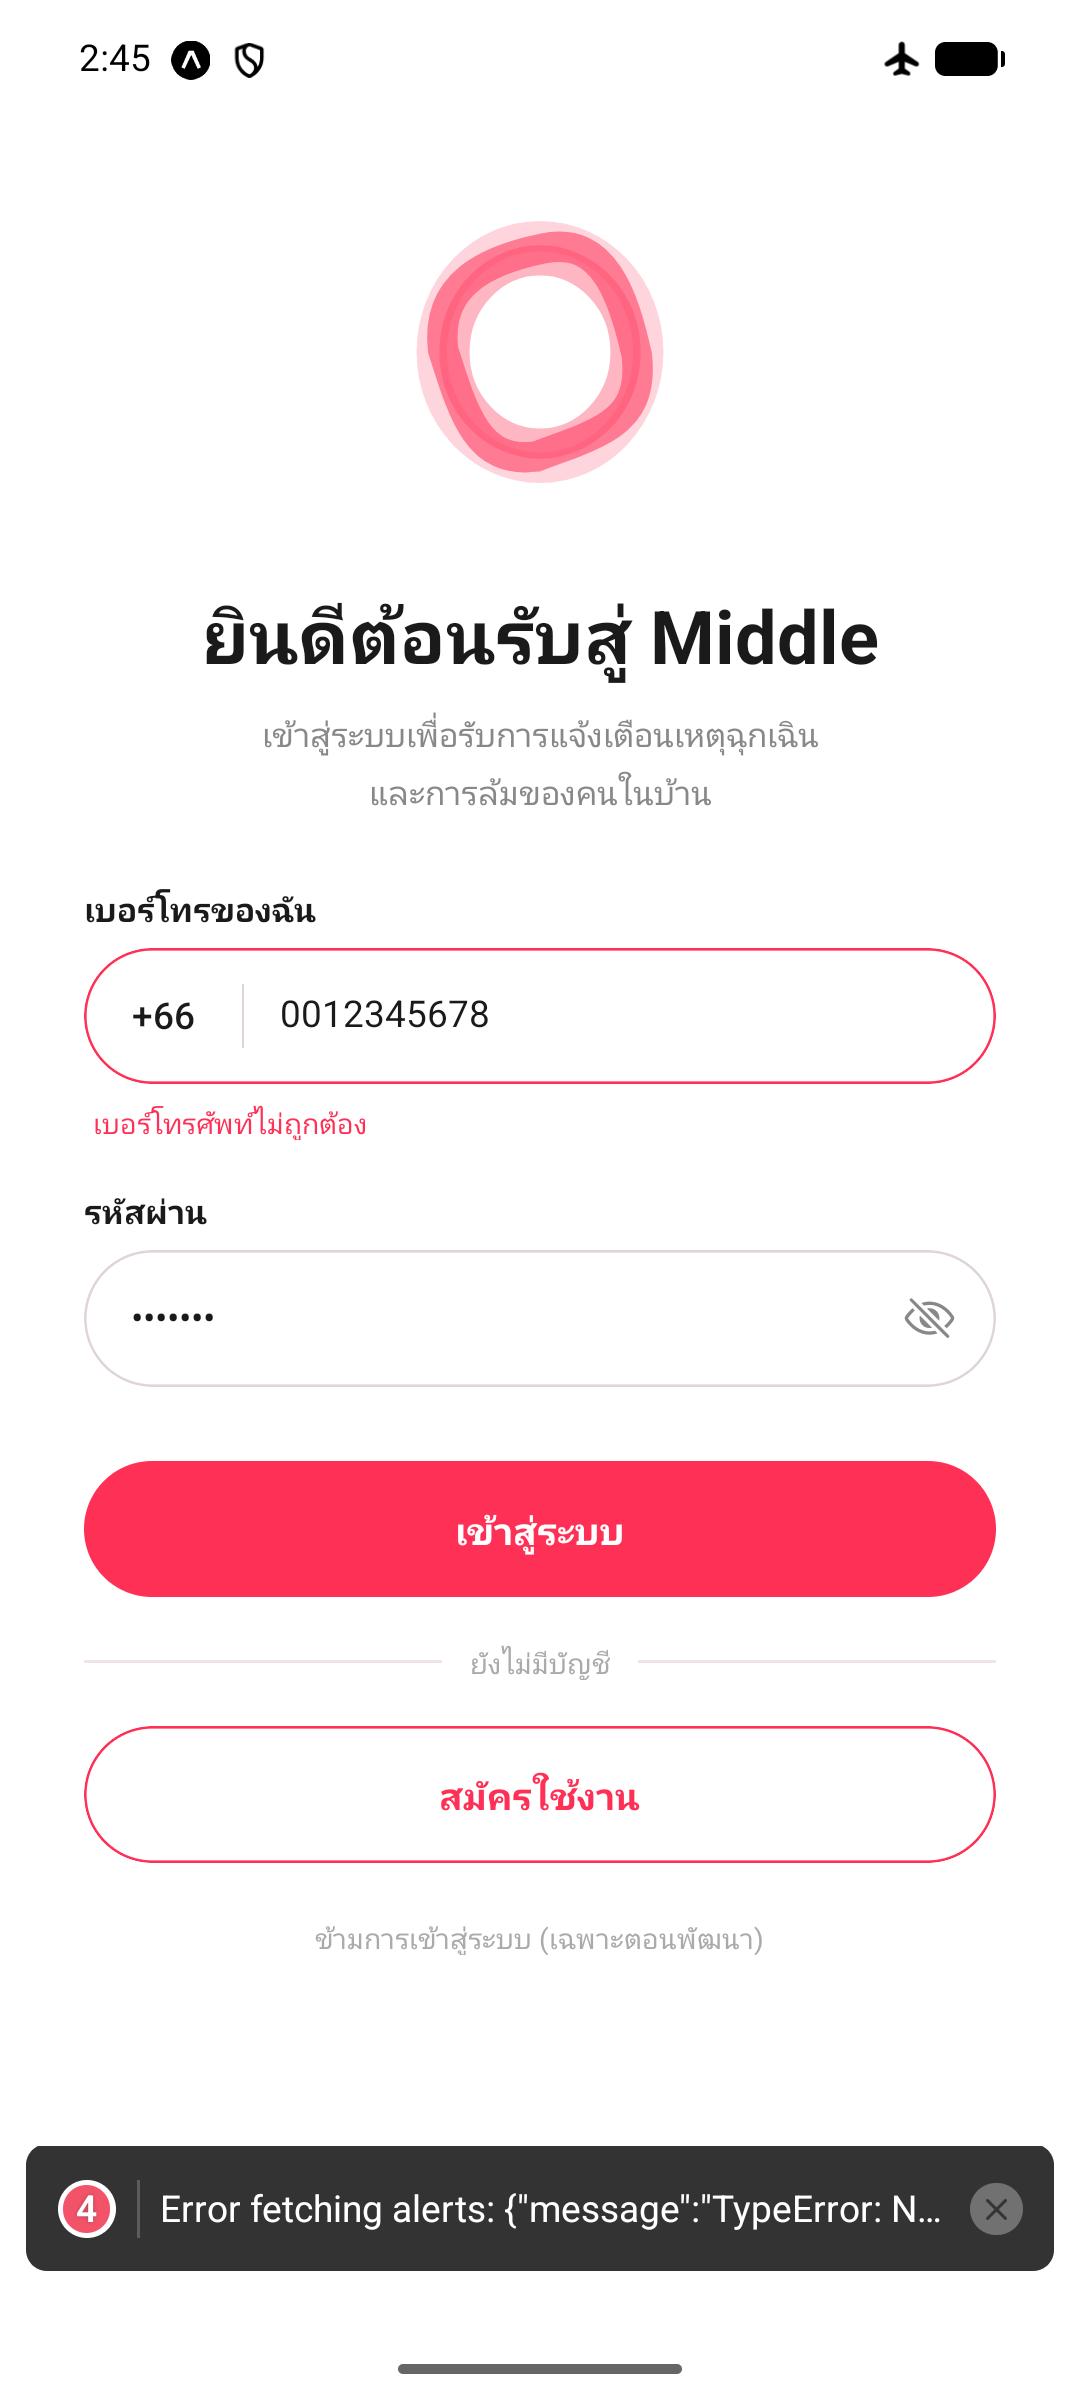 2:45
ยินดีต้อนรับสู่ Middle
เข้าสู่ระบบเพื่อรับการแจ้งเตือนเหตุฉุกเฉิน
และการล้มของคนในบ้าน
เบอร์โทรของฉัน
+66 0012345678
เบอร์โทรศัพท์ไม่ถูกต้อง
รหัสผ่าน
•••••••
เข้าสู่ระบบ
ยังไม่มีบัญชี
สมัครใช้งาน
ข้ามการเข้าสู่ระบบ (เฉพาะตอนพัฒนา)
4 Error fetching alerts: {"message":"TypeError: N...